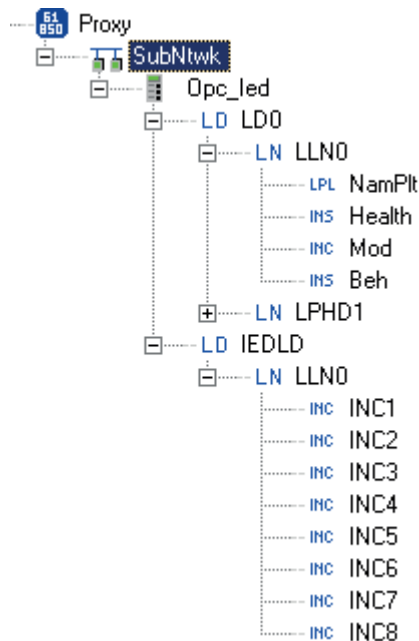 61 850 Proxy
SubNtwk
Opc_led
LD LD0
LN LLN0
LPL NamPlt
INS Health
INC Mod
INS Beh
LN LPHD1
LD IEDLD
LN LLN0
INC INC1
INC INC2
INC INC3
INC INC4
INC INC5
INC INC6
INC INC7
INC INC8